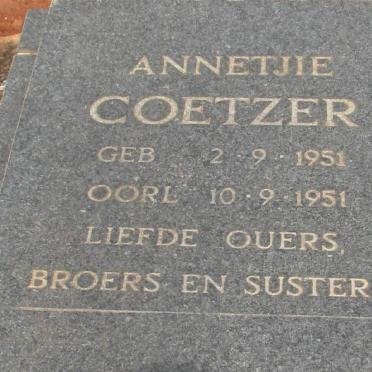 ANNETJIE
COETZER
GEB 2·9·1951
OORL 10·9·1951
LIEFDE OUERS,
BROERS EN SUSTER